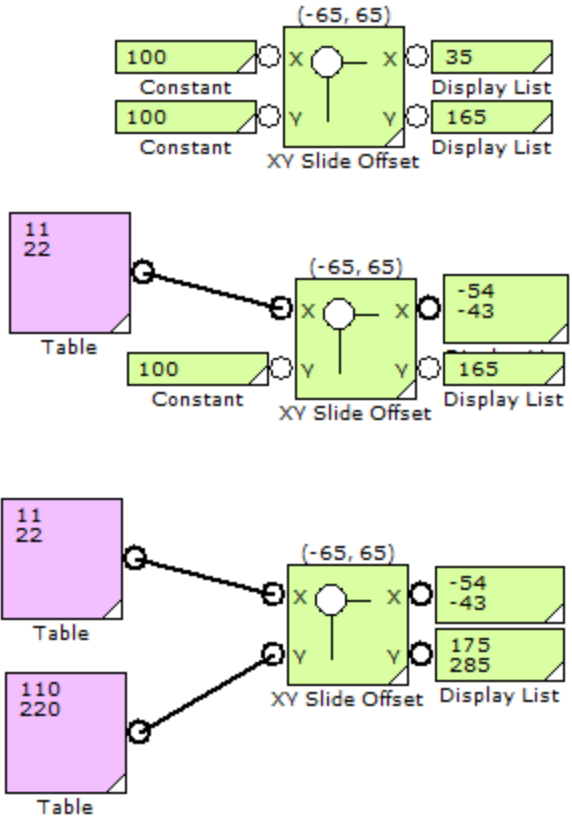 (-65, 65)
100 X X 35
Constant Display List
100 Y Y 165
Constant XY Slide Offset Display List
11
22
(-65, 65)
X X -54
-43
Table
100 Y Y 165
Constant XY Slide Offset Display List
11
22
(-65, 65)
X X -54
-43
Table
Y Y 175
285
110
220
XY Slide Offset Display List
Table